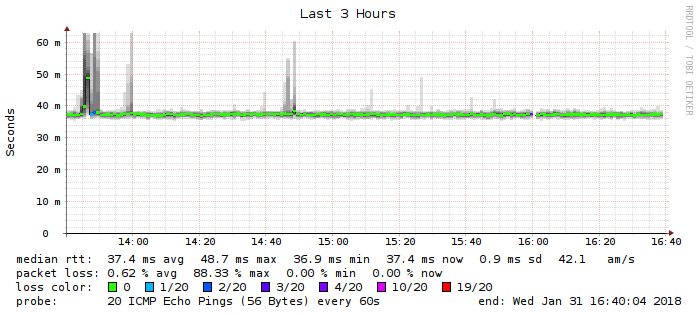 Last 3 Hours
RRDTOOL / TOBI OETIKER
Seconds
60 m
50 m
40 m
30 m
20 m
10 m
0
14:00 14:20 14:40 15:00 15:20 15:40 16:00 16:20 16:40
median rtt: 37.4 ms avg 48.7 ms max 36.9 ms min 37.4 ms now 0.9 ms sd 42.1 am/s
packet loss: 0.62 % avg 88.33 % max 0.00 % min 0.00 % now
loss color: 0 1/20 2/20 3/20 4/20 10/20 19/20
probe: 20 ICMP Echo Pings (56 Bytes) every 60s end: Wed Jan 31 16:40:04 2018